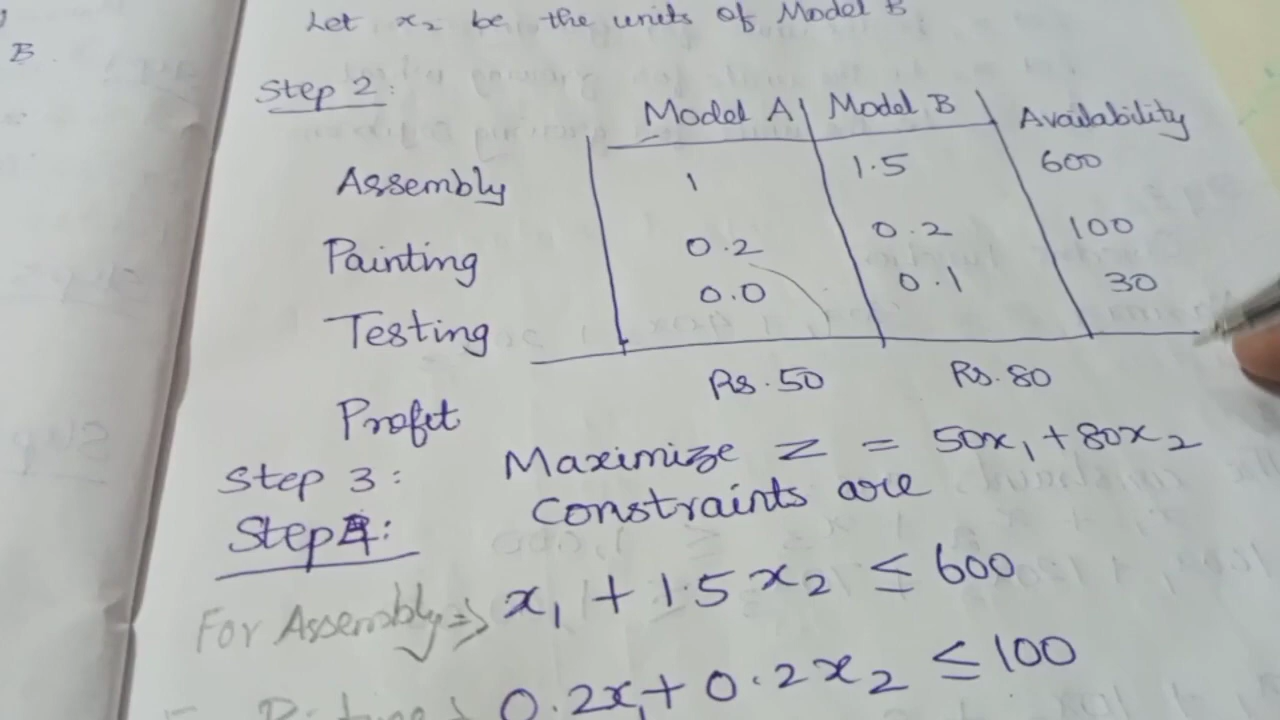 B
Let x₂ be the units of Model B
Step 2:
Model A Model B Availability
Assembly 1 1.5 600
Painting 0.2 0.2 100
Testing 0.0 0.1 30
Profit Rs.50 Rs.80
Step 3: Maximize Z = 50x₁ + 80x₂
Step 4: constraints are
For Assembly => x₁ + 1.5x₂ ≤ 600
0.2x₁ + 0.2x₂ ≤ 100